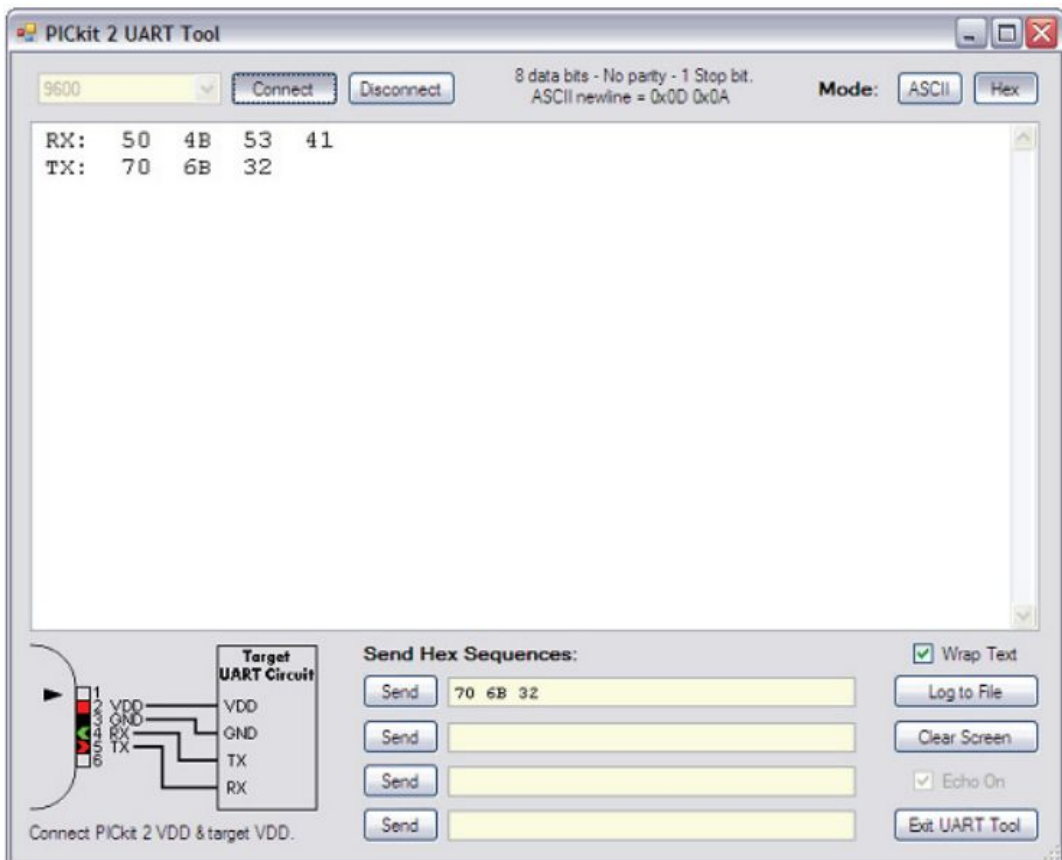 PICkit 2 UART Tool
9600 Connect Disconnect 8 data bits - No parity - 1 Stop bit. Mode: ASCII Hex
ASCII newline = 0x0D 0x0A
RX: 50 4B 53 41
TX: 70 6B 32
Target
UART Circuit
1
2 VDD VDD
3 GND GND
4 RX TX
5 TX RX
6
Connect PICkit 2 VDD & target VDD.
Send Hex Sequences:
Send 70 6B 32
Send
Send
Send
Wrap Text
Log to File
Clear Screen
Echo On
Exit UART Tool